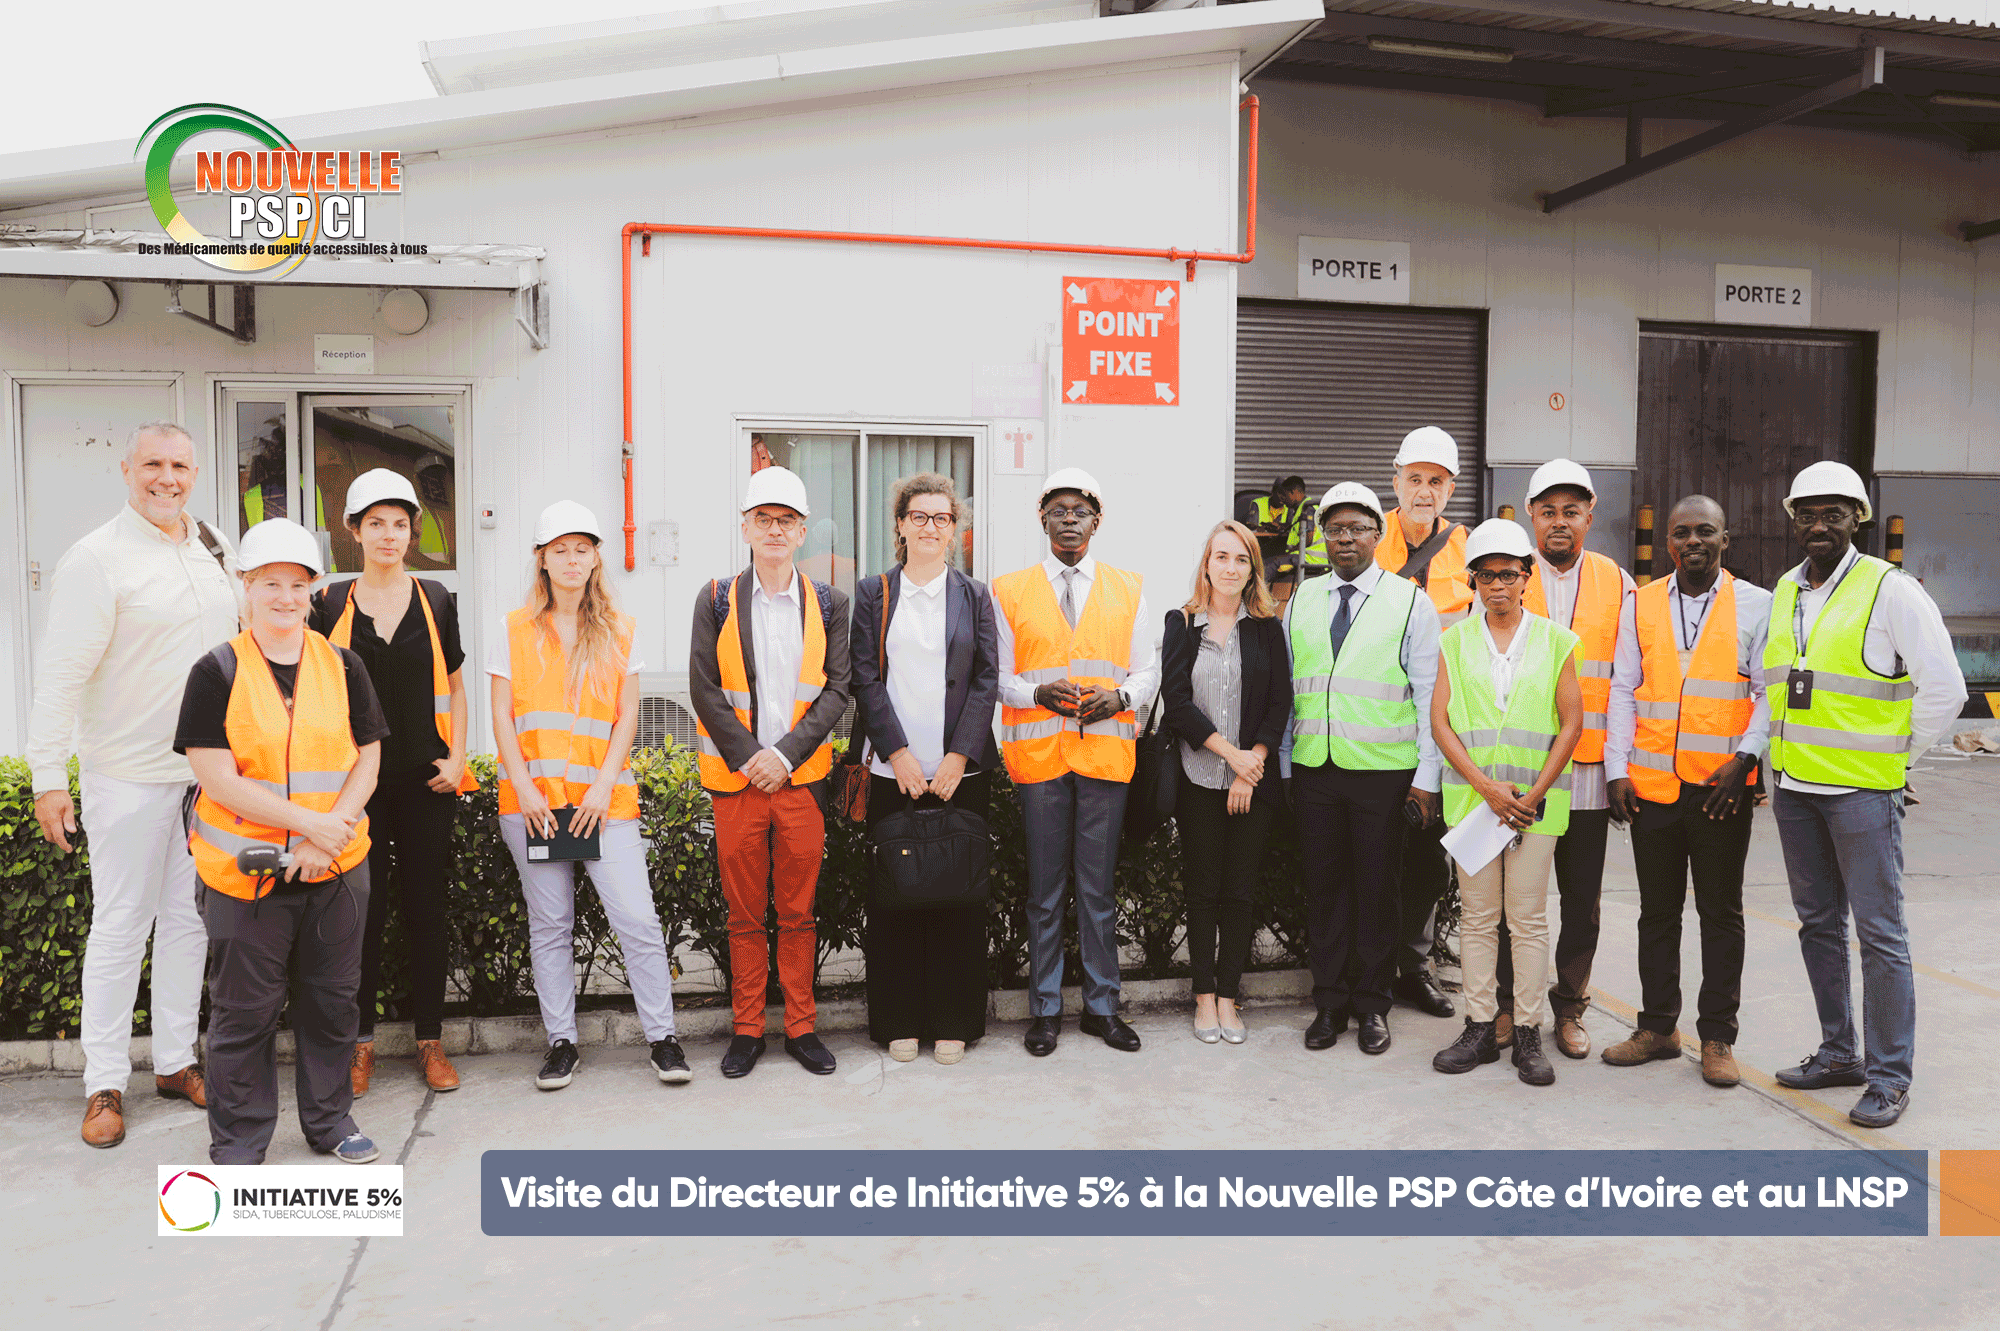 NOUVELLE
PSP CI
Des Médicaments de qualité accessibles à tous
PORTE 1
PORTE 2
POINT
FIXE
Réception
DLP
INITIATIVE 5%
SIDA, TUBERCULOSE, PALUDISME
Visite du Directeur de Initiative 5% à la Nouvelle PSP Côte d'Ivoire et au LNSP